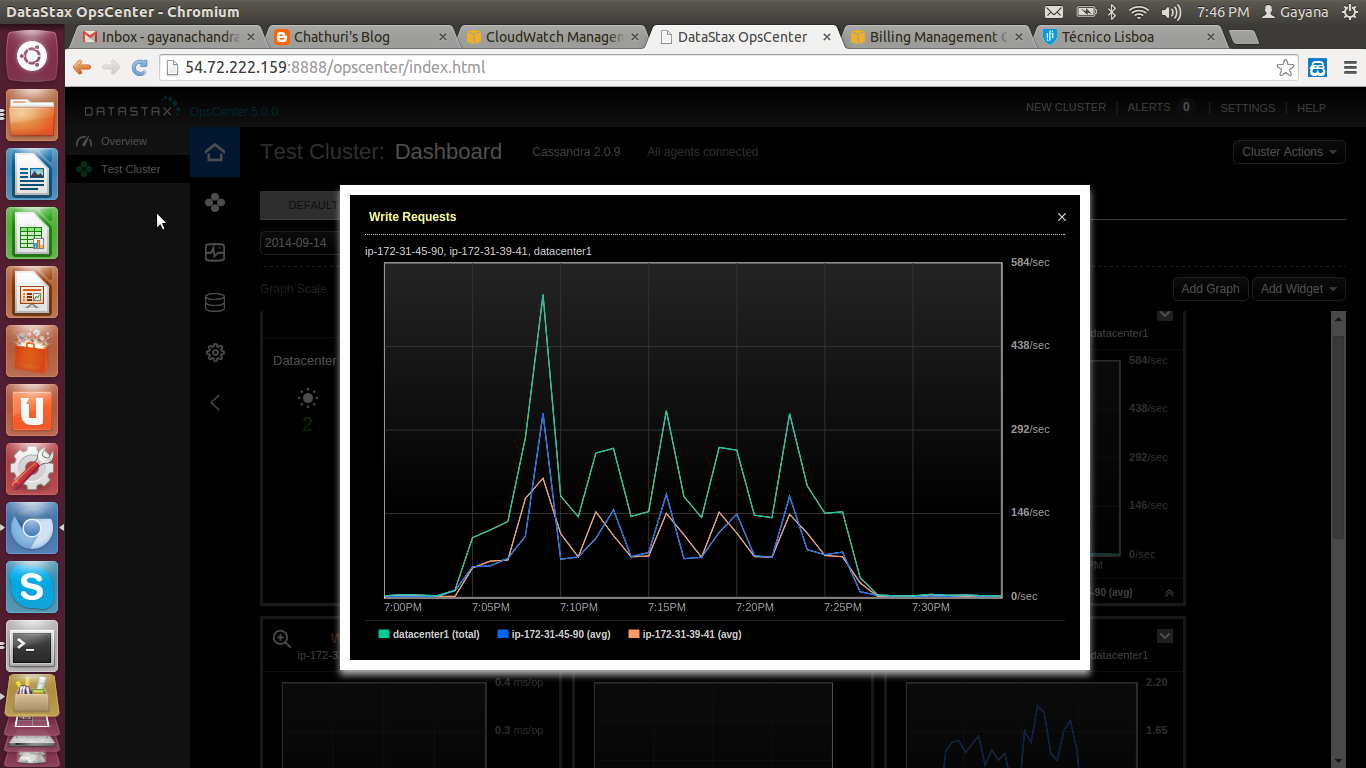 DataStax OpsCenter - Chromium
7:46 PM Gayana
Inbox - gayanachandra
Chathuri's Blog
CloudWatch Managem
DataStax OpsCenter
Billing Management C
Técnico Lisboa
54.72.222.159:8888/opscenter/index.html
DATASTAX OpsCenter 5.0.0
NEW CLUSTER ALERTS 0 SETTINGS HELP
Overview
Test Cluster
Test Cluster: Dashboard Cassandra 2.0.9 All agents connected
Cluster Actions
DEFAULT
2014-09-14
Graph Scale
Add Graph
Add Widget
Datacenter
2
Write Requests
ip-172-31-45-90, ip-172-31-39-41, datacenter1
584/sec
438/sec
292/sec
146/sec
0/sec
7:00PM 7:05PM 7:10PM 7:15PM 7:20PM 7:25PM 7:30PM
datacenter1 (total) ip-172-31-45-90 (avg) ip-172-31-39-41 (avg)
datacenter1
584/sec
438/sec
292/sec
146/sec
0/sec
PM
-90 (avg)
W
ip-172-3
datacenter1
0.4 ms/op
0.3 ms/op
2.20
1.65
U
S